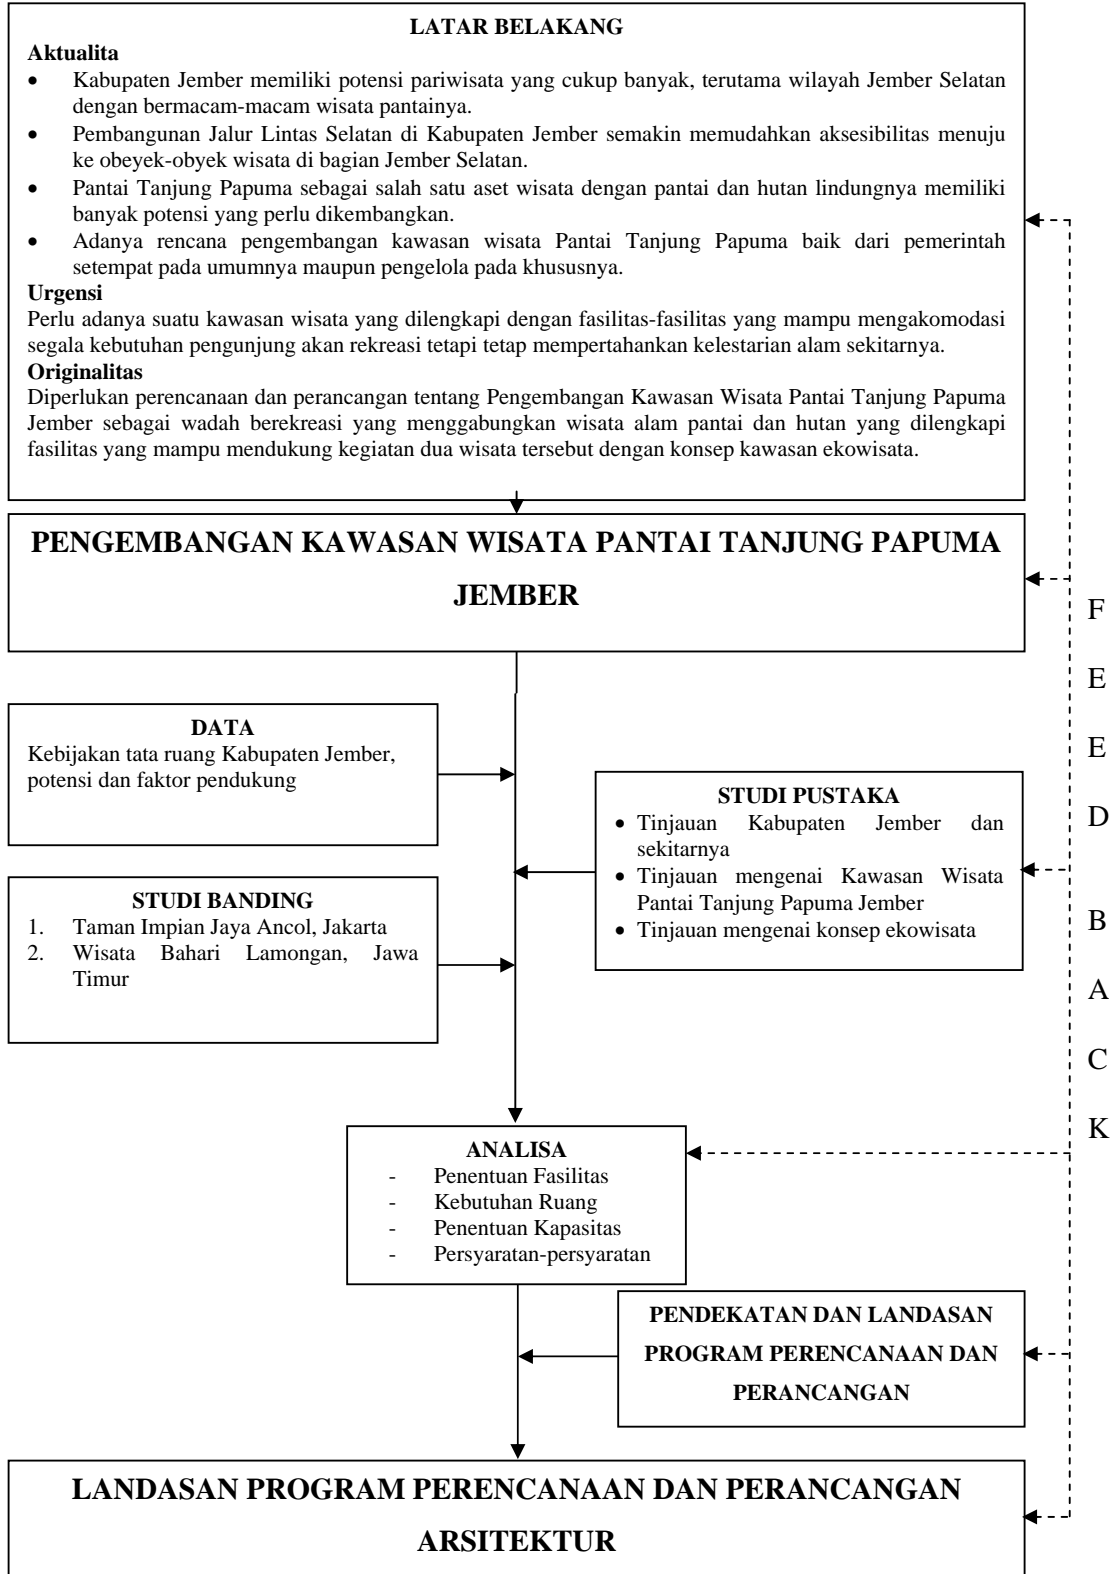 LATAR BELAKANG
Aktualita
• Kabupaten Jember memiliki potensi pariwisata yang cukup banyak, terutama wilayah Jember Selatan
dengan bermacam-macam wisata pantainya.
• Pembangunan Jalur Lintas Selatan di Kabupaten Jember semakin memudahkan aksesibilitas menuju
ke obeyek-obyek wisata di bagian Jember Selatan.
• Pantai Tanjung Papuma sebagai salah satu aset wisata dengan pantai dan hutan lindungnya memiliki
banyak potensi yang perlu dikembangkan.
• Adanya rencana pengembangan kawasan wisata Pantai Tanjung Papuma baik dari pemerintah
setempat pada umumnya maupun pengelola pada khususnya.
Urgensi
Perlu adanya suatu kawasan wisata yang dilengkapi dengan fasilitas-fasilitas yang mampu mengakomodasi
segala kebutuhan pengunjung akan rekreasi tetapi tetap mempertahankan kelestarian alam sekitarnya.
Originalitas
Diperlukan perencanaan dan perancangan tentang Pengembangan Kawasan Wisata Pantai Tanjung Papuma
Jember sebagai wadah berekreasi yang menggabungkan wisata alam pantai dan hutan yang dilengkapi
fasilitas yang mampu mendukung kegiatan dua wisata tersebut dengan konsep kawasan ekowisata.
PENGEMBANGAN KAWASAN WISATA PANTAI TANJUNG PAPUMA
JEMBER
DATA
Kebijakan tata ruang Kabupaten Jember,
potensi dan faktor pendukung
STUDI PUSTAKA
• Tinjauan Kabupaten Jember dan
sekitarnya
• Tinjauan mengenai Kawasan Wisata
Pantai Tanjung Papuma Jember
• Tinjauan mengenai konsep ekowisata
STUDI BANDING
1. Taman Impian Jaya Ancol, Jakarta
2. Wisata Bahari Lamongan, Jawa
Timur
ANALISA
- Penentuan Fasilitas
- Kebutuhan Ruang
- Penentuan Kapasitas
- Persyaratan-persyaratan
PENDEKATAN DAN LANDASAN
PROGRAM PERENCANAAN DAN
PERANCANGAN
LANDASAN PROGRAM PERENCANAAN DAN PERANCANGAN
ARSITEKTUR
F
E
E
D
B
A
C
K